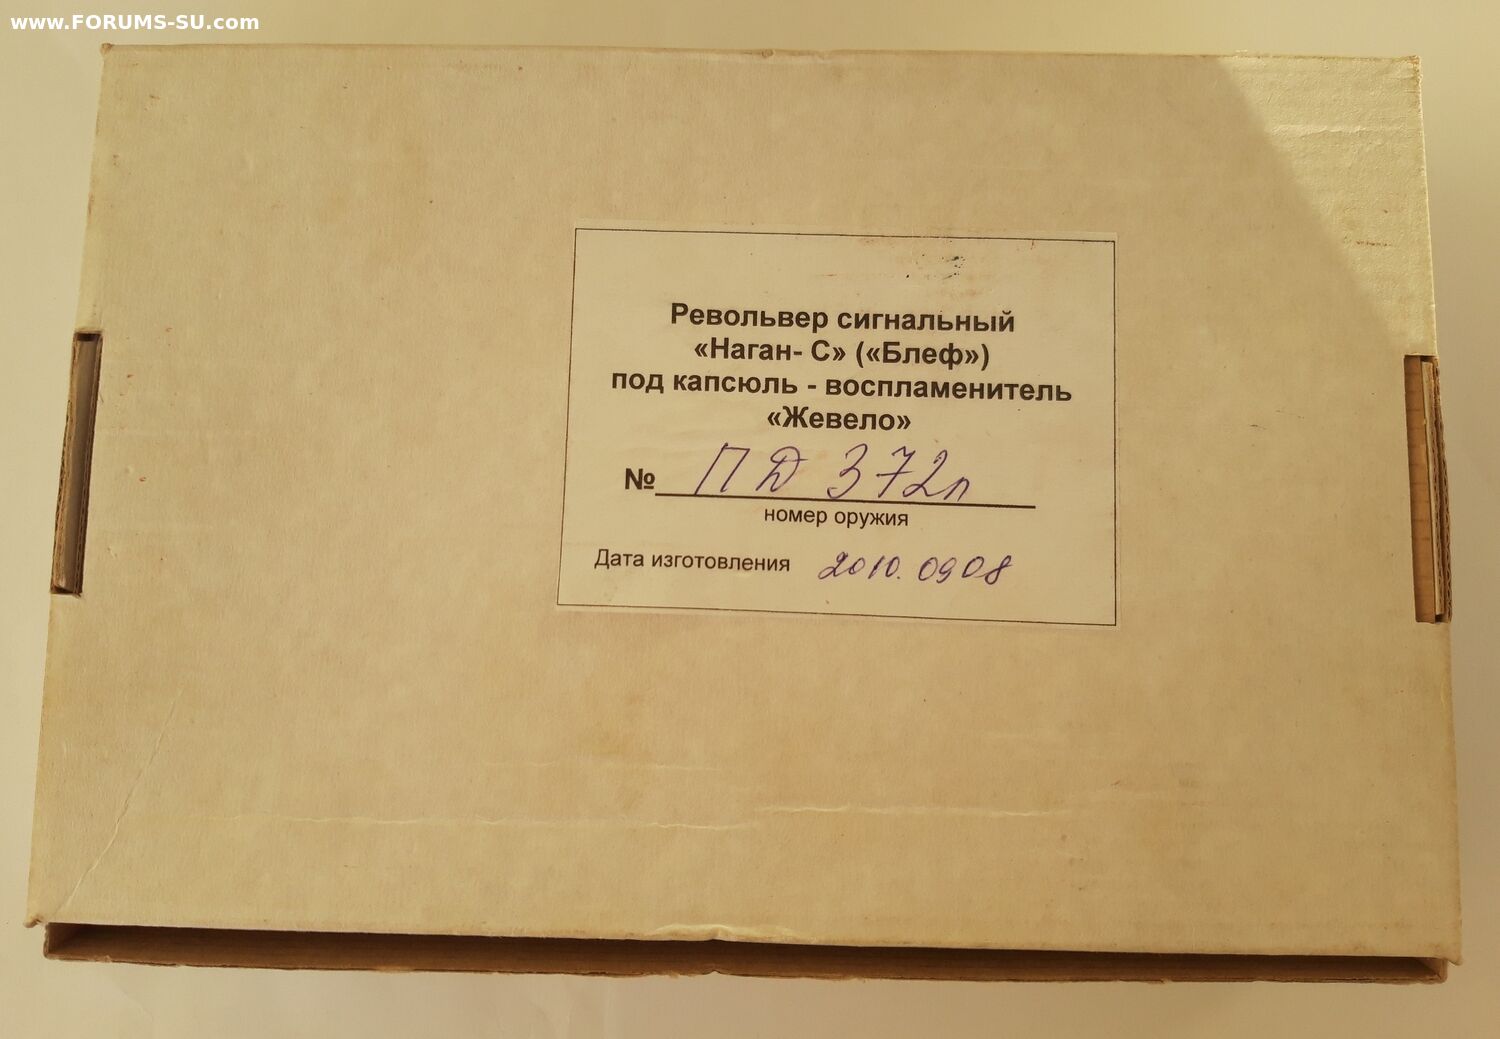 www.FORUMS-SU.com
Револьвер сигнальный
«Наган- С» («Блеф»)
под капсюль - воспламенитель
«Жевело»
№ ПД 372л
номер оружия
Дата изготовления 2010.0908